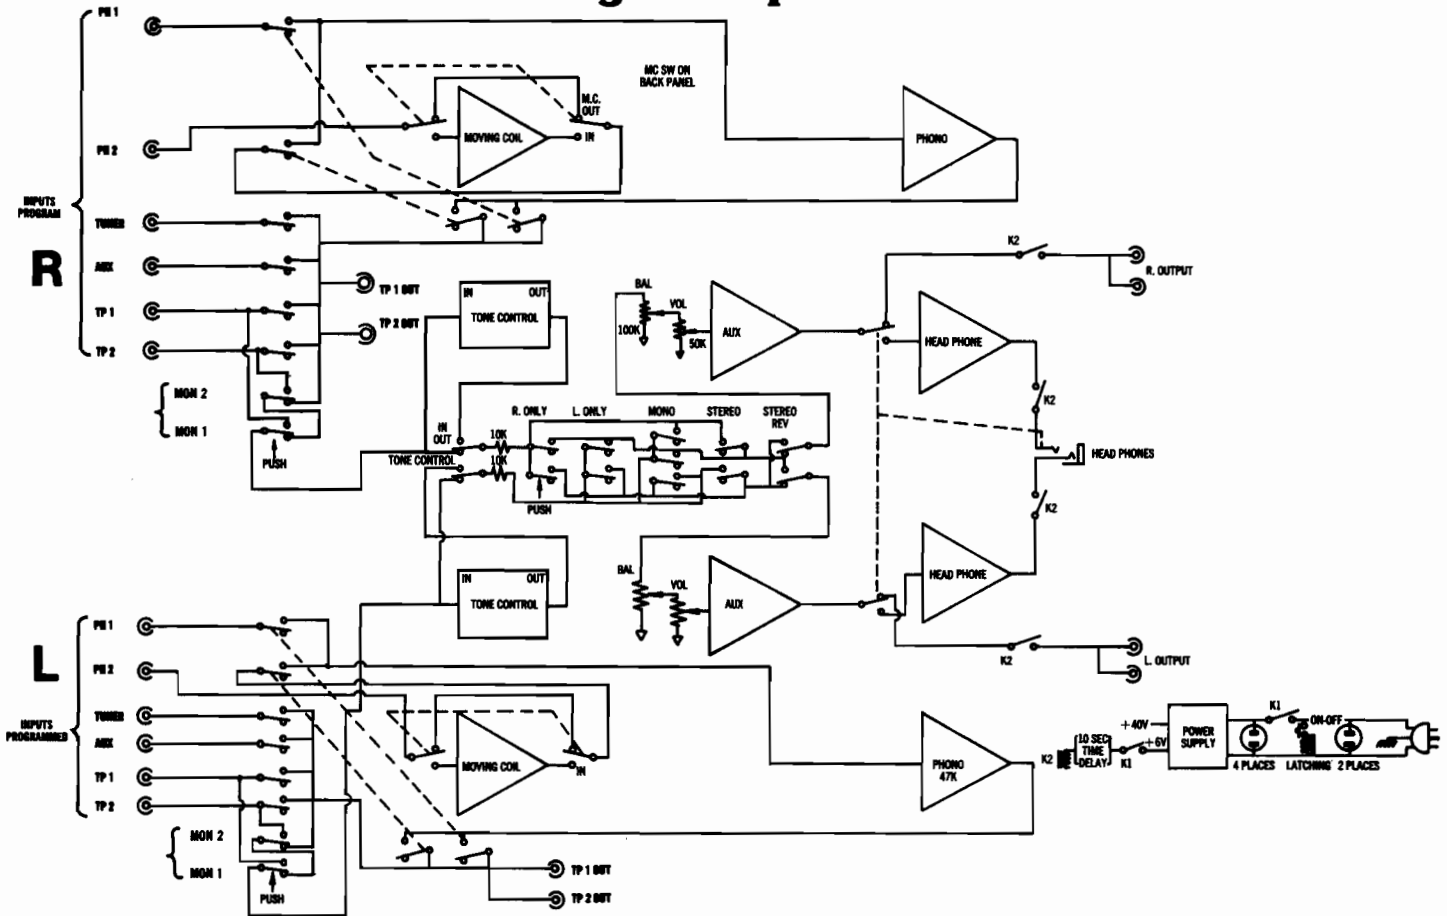 PH 1
PH 2
INPUTS
PROGRAM
R
TUNER
AUX
TP 1
TP 2
MON 2
MON 1
PUSH
M.C.
OUT
IN
MOVING COIL
MC SW ON
BACK PANEL
PHONO
TP 1 OUT
TP 2 OUT
IN OUT
TONE CONTROL
BAL
100K
VOL
50K
AUX
K2
R. OUTPUT
HEAD PHONE
K2
IN
OUT
TONE CONTROL
10K
10K
R. ONLY L. ONLY MONO STEREO STEREO
REV
PUSH
HEAD PHONES
K2
IN OUT
TONE CONTROL
BAL
VOL
AUX
HEAD PHONE
K2
L. OUTPUT
L
PH 1
PH 2
INPUTS
PROGRAMMED
TUNER
AUX
TP 1
TP 2
MON 2
MON 1
PUSH
MOVING COIL
IN
PHONO
47K
TP 1 OUT
TP 2 OUT
K2
10 SEC
TIME
DELAY
K1
+40V
+6V
POWER
SUPPLY
K1
ON-OFF
4 PLACES LATCHING 2 PLACES